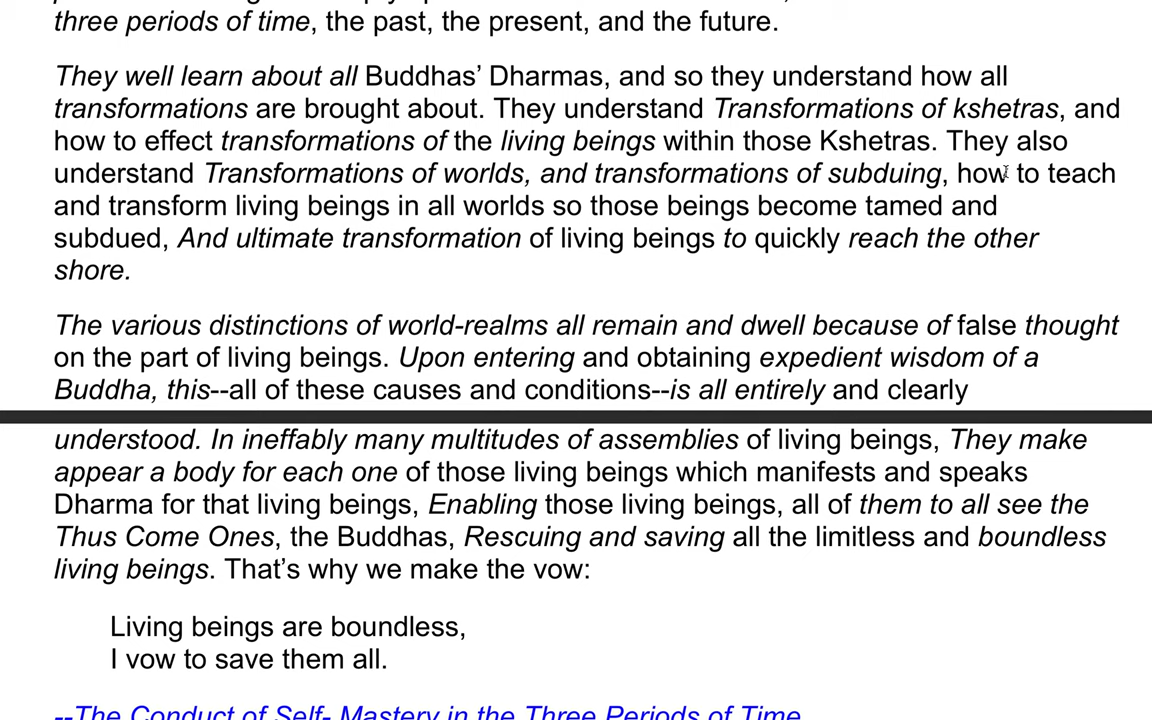 three periods of time, the past, the present, and the future.
They well learn about all Buddhas’ Dharmas, and so they understand how all
transformations are brought about. They understand Transformations of kshetras, and
how to effect transformations of the living beings within those Kshetras. They also
understand Transformations of worlds, and transformations of subduing, how to teach
and transform living beings in all worlds so those beings become tamed and
subdued, And ultimate transformation of living beings to quickly reach the other
shore.
The various distinctions of world-realms all remain and dwell because of false thought
on the part of living beings. Upon entering and obtaining expedient wisdom of a
Buddha, this--all of these causes and conditions--is all entirely and clearly
understood. In ineffably many multitudes of assemblies of living beings, They make
appear a body for each one of those living beings which manifests and speaks
Dharma for that living beings, Enabling those living beings, all of them to all see the
Thus Come Ones, the Buddhas, Rescuing and saving all the limitless and boundless
living beings. That’s why we make the vow:
Living beings are boundless,
I vow to save them all.
--The Conduct of Self- Mastery in the Three Periods of Time